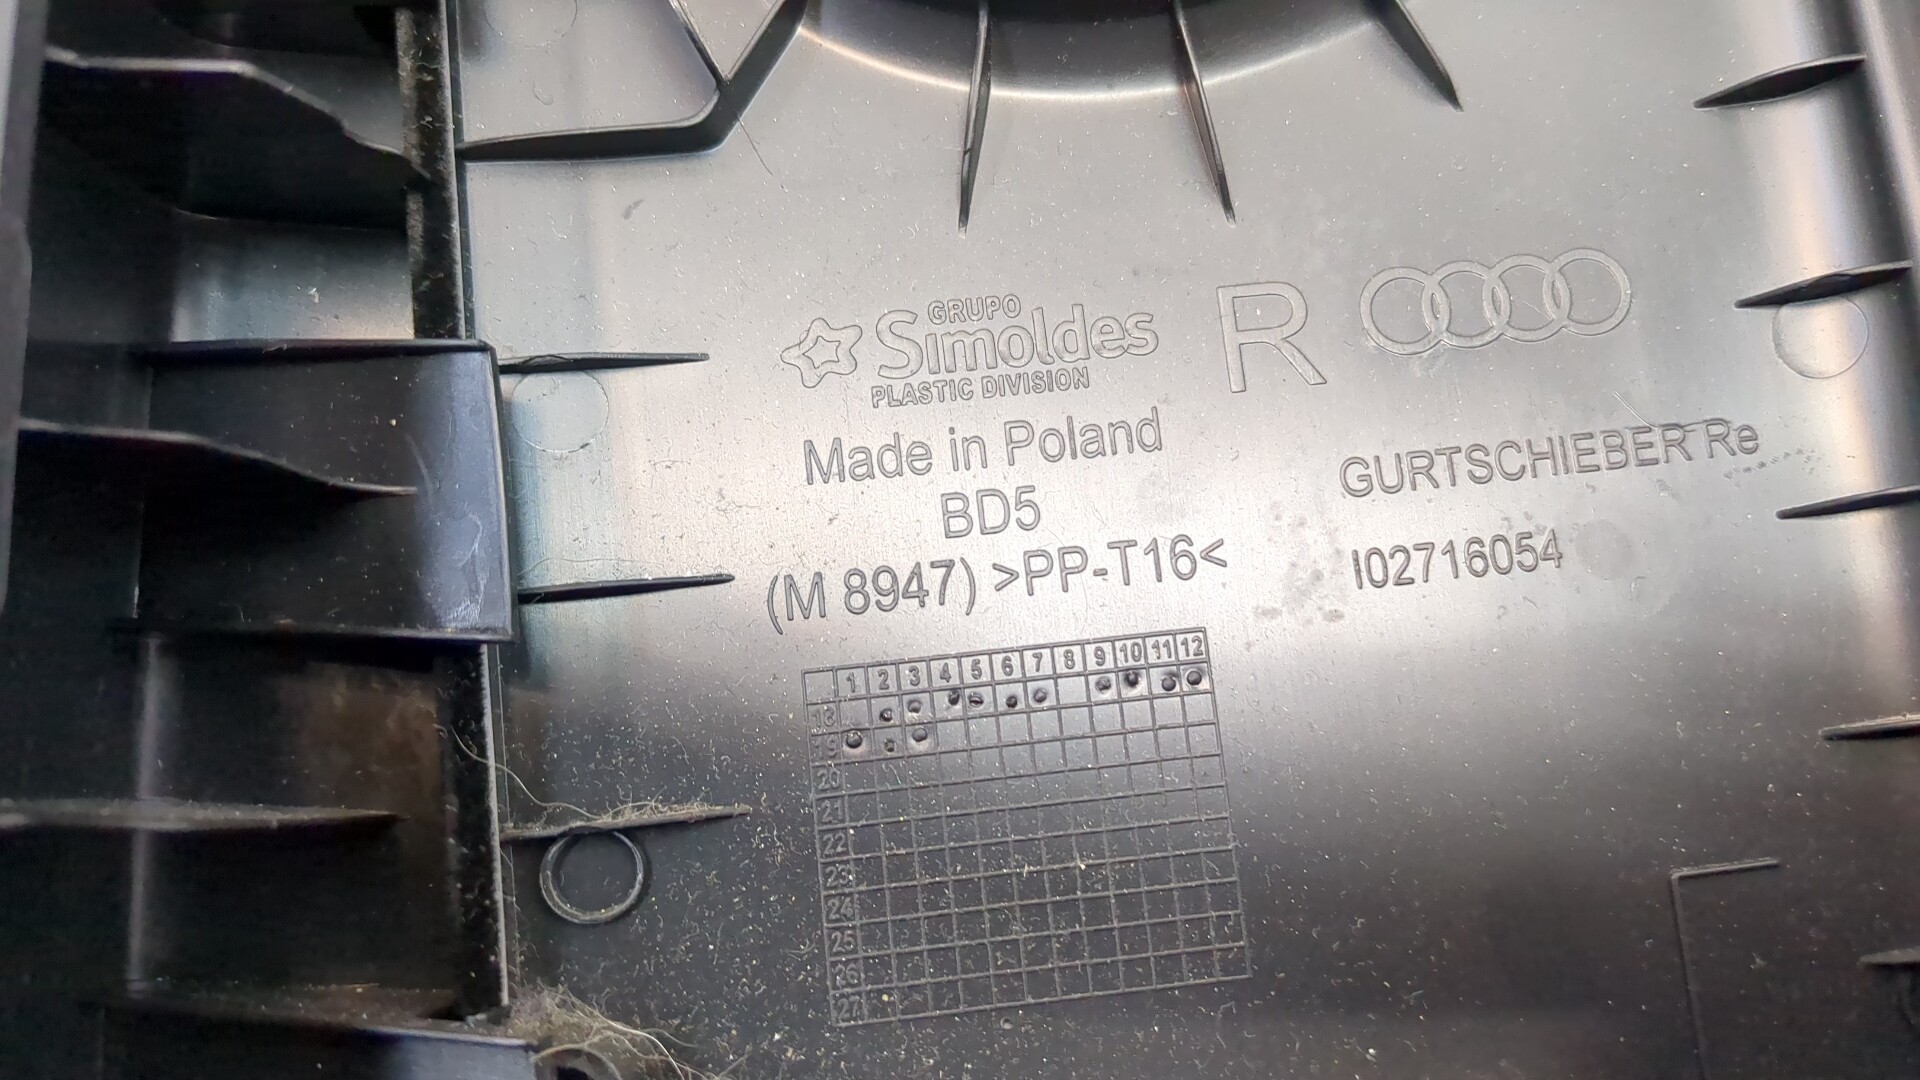 GRUPO
Simoldes
PLASTIC DIVISION
R
Made in Poland
BD5
(M 8947) >PP-T16<
GURTSCHIEBER Re
I02716054
1 2 3 4 5 6 7 8 9 10 11 12
18
19
20
21
22
23
24
25
26
27